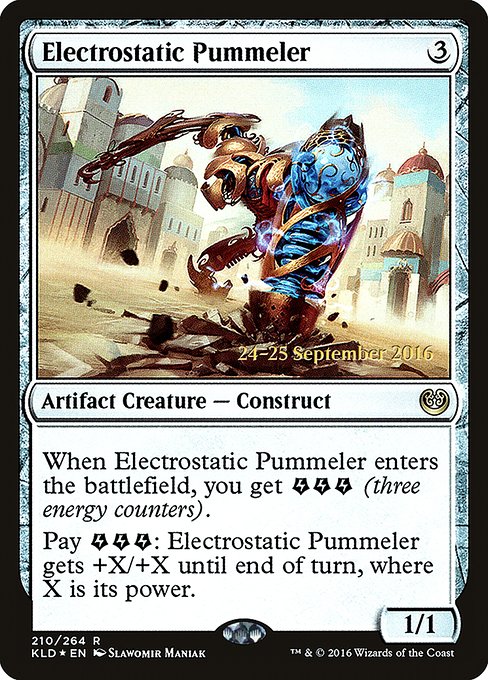 Electrostatic Pummeler 3
24-25 September 2016
Artifact Creature — Construct
When Electrostatic Pummeler enters
the battlefield, you get (three
energy counters).
Pay : Electrostatic Pummeler
gets +X/+X until end of turn, where
X is its power.
1/1
210/264 R
KLD ★ EN Slawomir Maniak
™ & © 2016 Wizards of the Coast